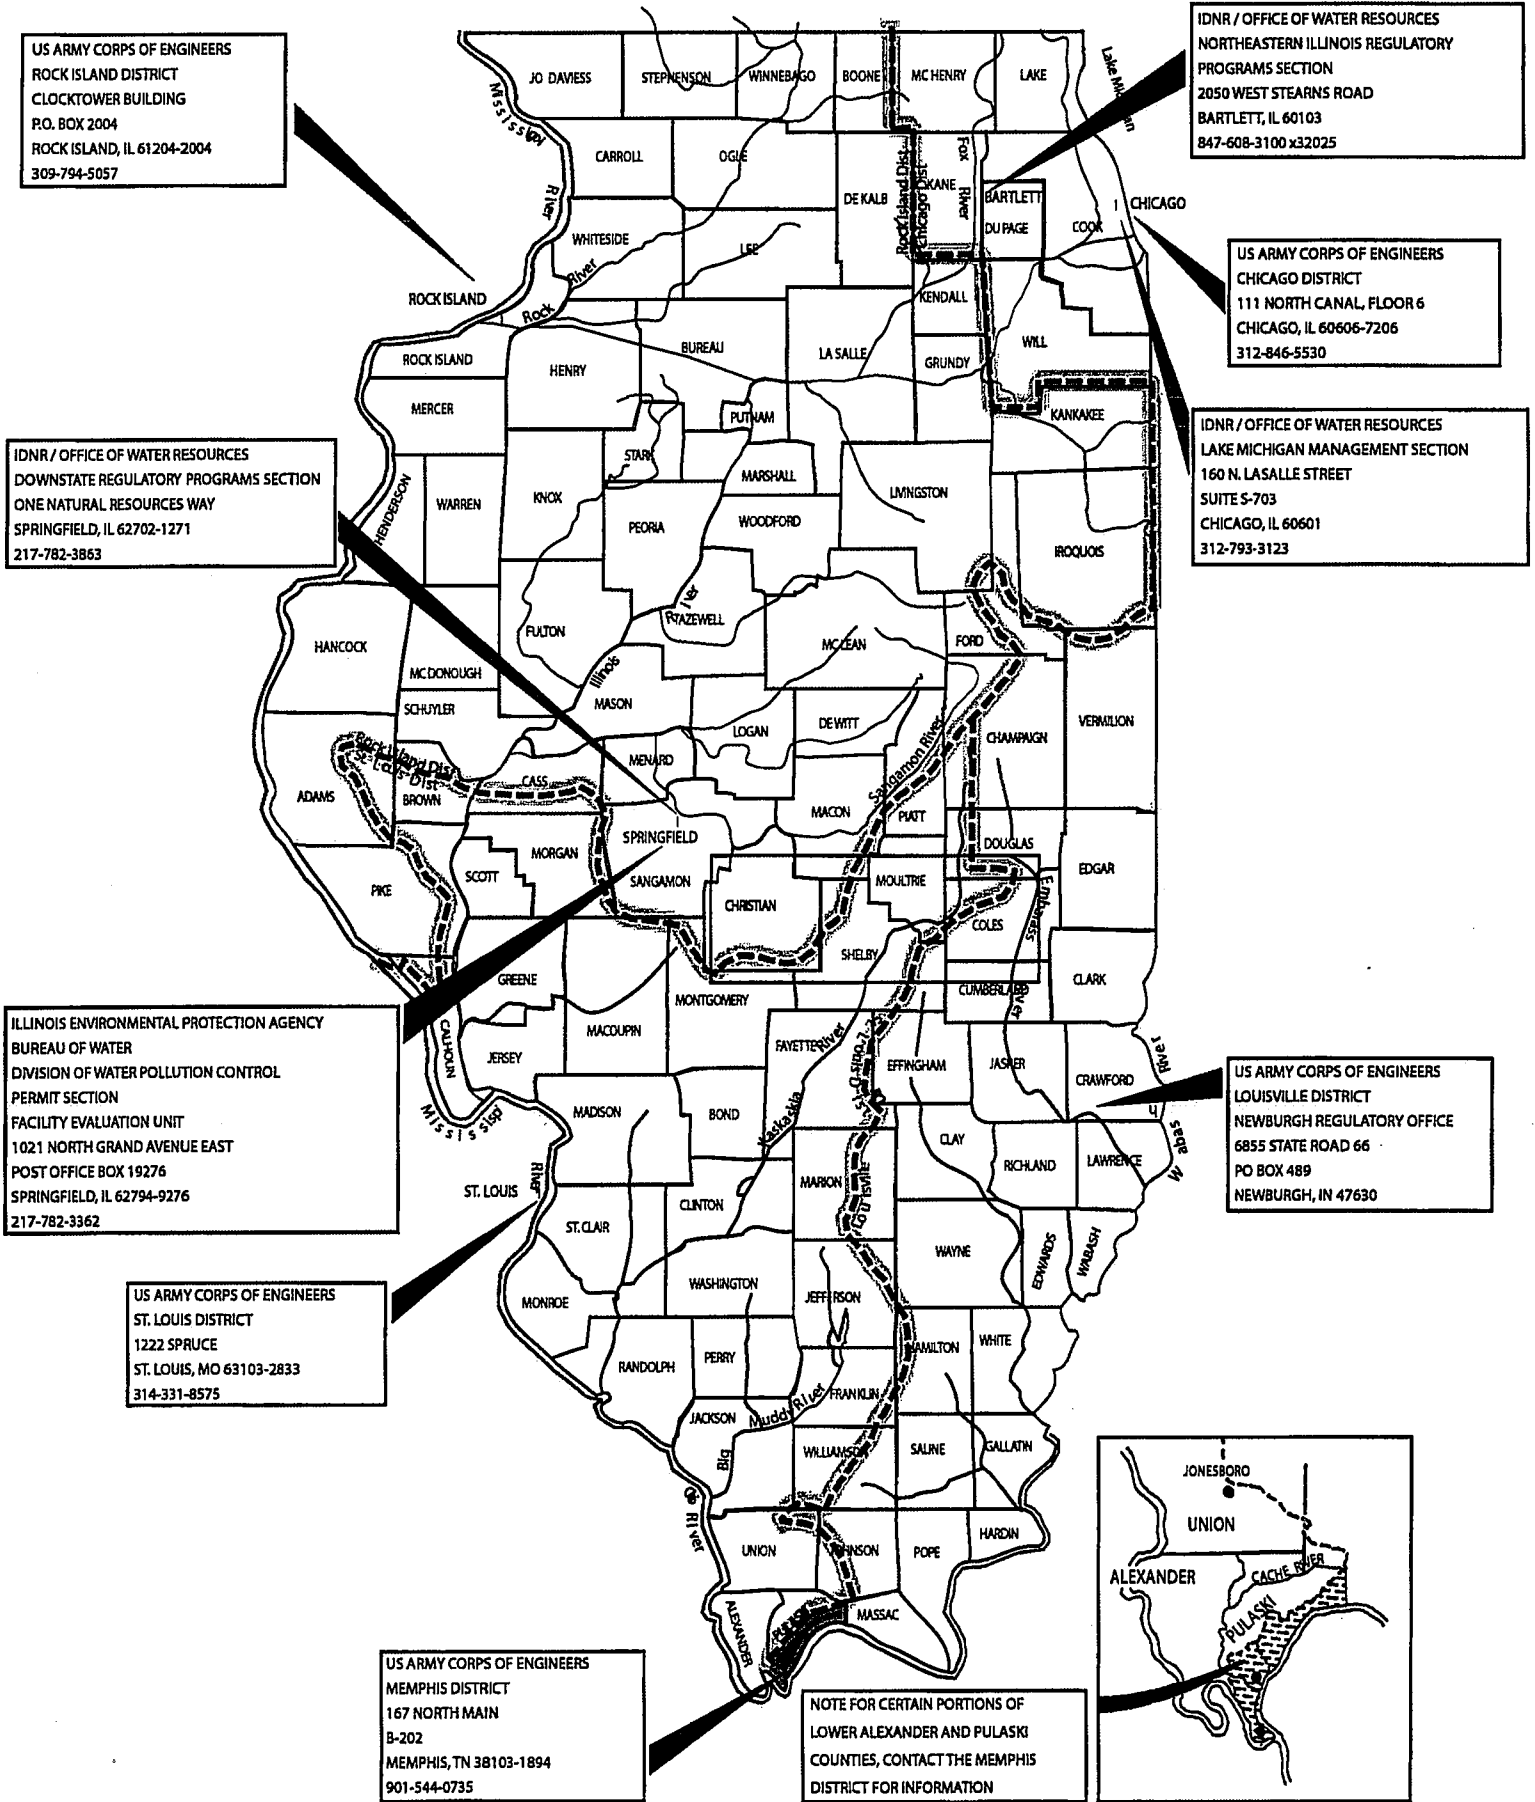 US ARMY CORPS OF ENGINEERS
ROCK ISLAND DISTRICT
CLOCKTOWER BUILDING
P.O. BOX 2004
ROCK ISLAND, IL 61204-2004
309-794-5057
IDNR / OFFICE OF WATER RESOURCES
NORTHEASTERN ILLINOIS REGULATORY
PROGRAMS SECTION
2050 WEST STEARNS ROAD
BARTLETT, IL 60103
847-608-3100 x32025
US ARMY CORPS OF ENGINEERS
CHICAGO DISTRICT
111 NORTH CANAL, FLOOR 6
CHICAGO, IL 60606-7206
312-846-5530
IDNR / OFFICE OF WATER RESOURCES
LAKE MICHIGAN MANAGEMENT SECTION
160 N. LASALLE STREET
SUITE S-703
CHICAGO, IL 60601
312-793-3123
IDNR / OFFICE OF WATER RESOURCES
DOWNSTATE REGULATORY PROGRAMS SECTION
ONE NATURAL RESOURCES WAY
SPRINGFIELD, IL 62702-1271
217-782-3863
ILLINOIS ENVIRONMENTAL PROTECTION AGENCY
BUREAU OF WATER
DIVISION OF WATER POLLUTION CONTROL
PERMIT SECTION
FACILITY EVALUATION UNIT
1021 NORTH GRAND AVENUE EAST
POST OFFICE BOX 19276
SPRINGFIELD, IL 62794-9276
217-782-3362
US ARMY CORPS OF ENGINEERS
LOUISVILLE DISTRICT
NEWBURGH REGULATORY OFFICE
6855 STATE ROAD 66
PO BOX 489
NEWBURGH, IN 47630
US ARMY CORPS OF ENGINEERS
ST. LOUIS DISTRICT
1222 SPRUCE
ST. LOUIS, MO 63103-2833
314-331-8575
US ARMY CORPS OF ENGINEERS
MEMPHIS DISTRICT
167 NORTH MAIN
B-202
MEMPHIS, TN 38103-1894
901-544-0735
NOTE FOR CERTAIN PORTIONS OF
LOWER ALEXANDER AND PULASKI
COUNTIES, CONTACT THE MEMPHIS
DISTRICT FOR INFORMATION
JO DAVIESS
STEPHENSON
WINNEBAGO
BOONE
MC HENRY
LAKE
CARROLL
OGLE
DE KALB
KANE
Fox
River
BARTLETT
DU PAGE
COOK
CHICAGO
Rock Island Dist
Chicago Dist
River
WHITESIDE
LEE
Rock
River
ROCK ISLAND
KENDALL
ROCK ISLAND
HENRY
BUREAU
LA SALLE
GRUNDY
WILL
MERCER
PUTNAM
KANKAKEE
STARK
MARSHALL
HENDERSON
WARREN
KNOX
PEORIA
WOODFORD
LIVINGSTON
IROQUOIS
HANCOCK
MC DONOUGH
FULTON
Illinois
River
TAZEWELL
MC LEAN
FORD
SCHUYLER
MASON
LOGAN
DE WITT
CHAMPAIGN
VERMILION
Rock Island Dist
St. Louis Dist
ADAMS
BROWN
CASS
MENARD
Sangamon River
MACON
PIATT
SPRINGFIELD
DOUGLAS
EDGAR
PIKE
SCOTT
MORGAN
SANGAMON
CHRISTIAN
MOULTRIE
COLES
SHELBY
GREENE
MONTGOMERY
CUMBERLAND
CLARK
CALHOUN
JERSEY
MACOUPIN
FAYETTE
Kaskaskia
River
EFFINGHAM
JASPER
CRAWFORD
River
MADISON
BOND
CLAY
RICHLAND
LAWRENCE
River
ST. LOUIS
ST. CLAIR
CLINTON
MARION
Louisville
WAYNE
EDWARDS
WABASH
MONROE
WASHINGTON
JEFFERSON
RANDOLPH
PERRY
WHITE
JACKSON
Big
Muddy River
FRANKLIN
WILLIAMSON
SALINE
GALLATIN
River
UNION
POPE
HARDIN
ALEXANDER
MASSAC
JONESBORO
UNION
ALEXANDER
CACHE RIVER
PULASKI